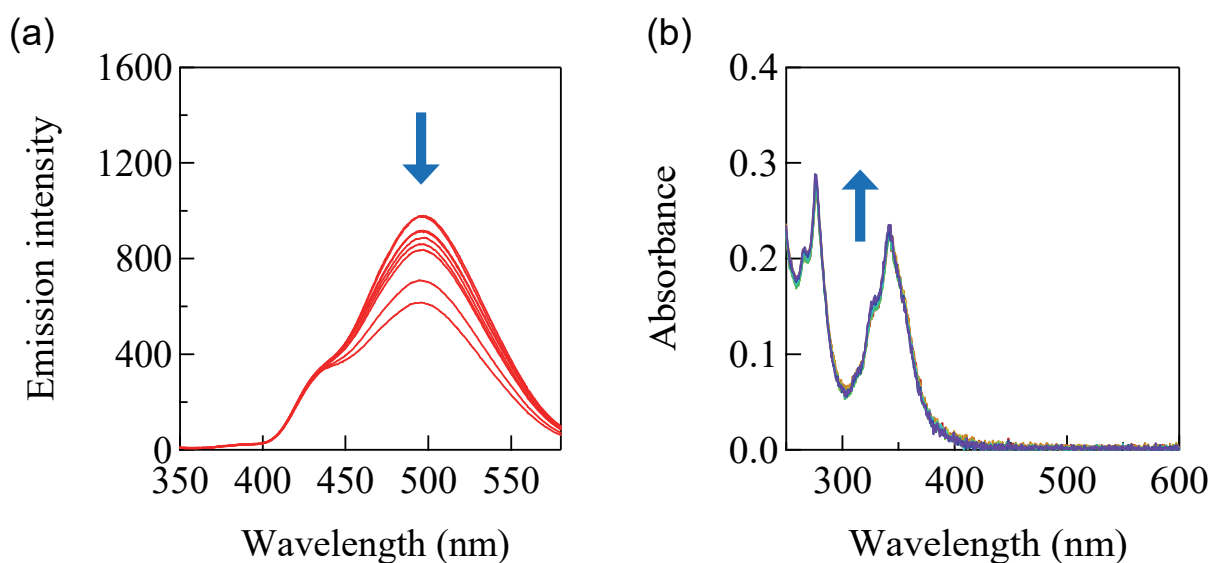 (a)
1600
1200
800
400
0
350 400 450 500 550
Emission intensity
Wavelength (nm)
(b)
0.4
0.3
0.2
0.1
0.0
300 400 500 600
Absorbance
Wavelength (nm)